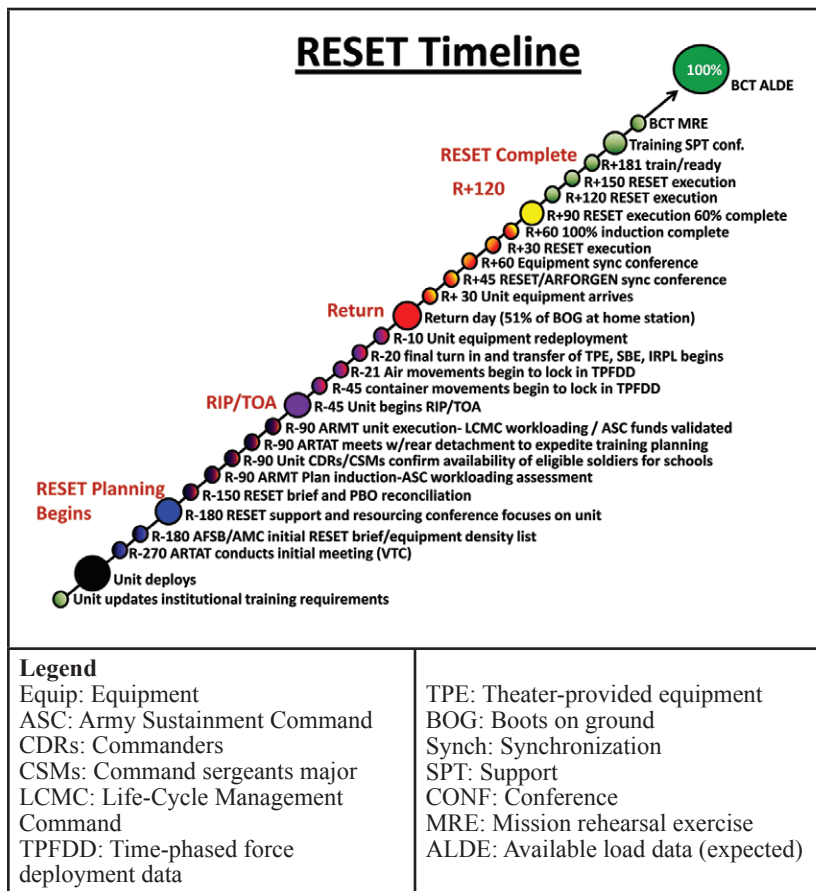 RESET Timeline
100%
BCT ALDE
BCT MRE
Training SPT conf.
RESET Complete
R+181 train/ready
R+150 RESET execution
R+120
R+120 RESET execution
R+90 RESET execution 60% complete
R+60 100% induction complete
R+30 RESET execution
R+60 Equipment sync conference
R+45 RESET/ARFORGEN sync conference
R+ 30 Unit equipment arrives
Return
Return day (51% of BOG at home station)
R-10 Unit equipment redeployment
R-20 final turn in and transfer of TPE, SBE, IRPL begins
R-21 Air movements begin to lock in TPFDD
R-45 container movements begin to lock in TPFDD
RIP/TOA
R-45 Unit begins RIP/TOA
R-90 ARMT unit execution- LCMC workloading / ASC funds validated
R-90 ARTAT meets w/rear detachment to expedite training planning
R-90 Unit CDRs/CSMs confirm availability of eligible soldiers for schools
R-90 ARMT Plan induction-ASC workloading assessment
RESET Planning
Begins
R-150 RESET brief and PBO reconciliation
R-180 RESET support and resourcing conference focuses on unit
R-180 AFSB/AMC initial RESET brief/equipment density list
R-270 ARTAT conducts initial meeting (VTC)
Unit deploys
Unit updates institutional training requirements
Legend
Equip: Equipment
ASC: Army Sustainment Command
CDRs: Commanders
CSMs: Command sergeants major
LCMC: Life-Cycle Management
Command
TPFDD: Time-phased force
deployment data
TPE: Theater-provided equipment
BOG: Boots on ground
Synch: Synchronization
SPT: Support
CONF: Conference
MRE: Mission rehearsal exercise
ALDE: Available load data (expected)